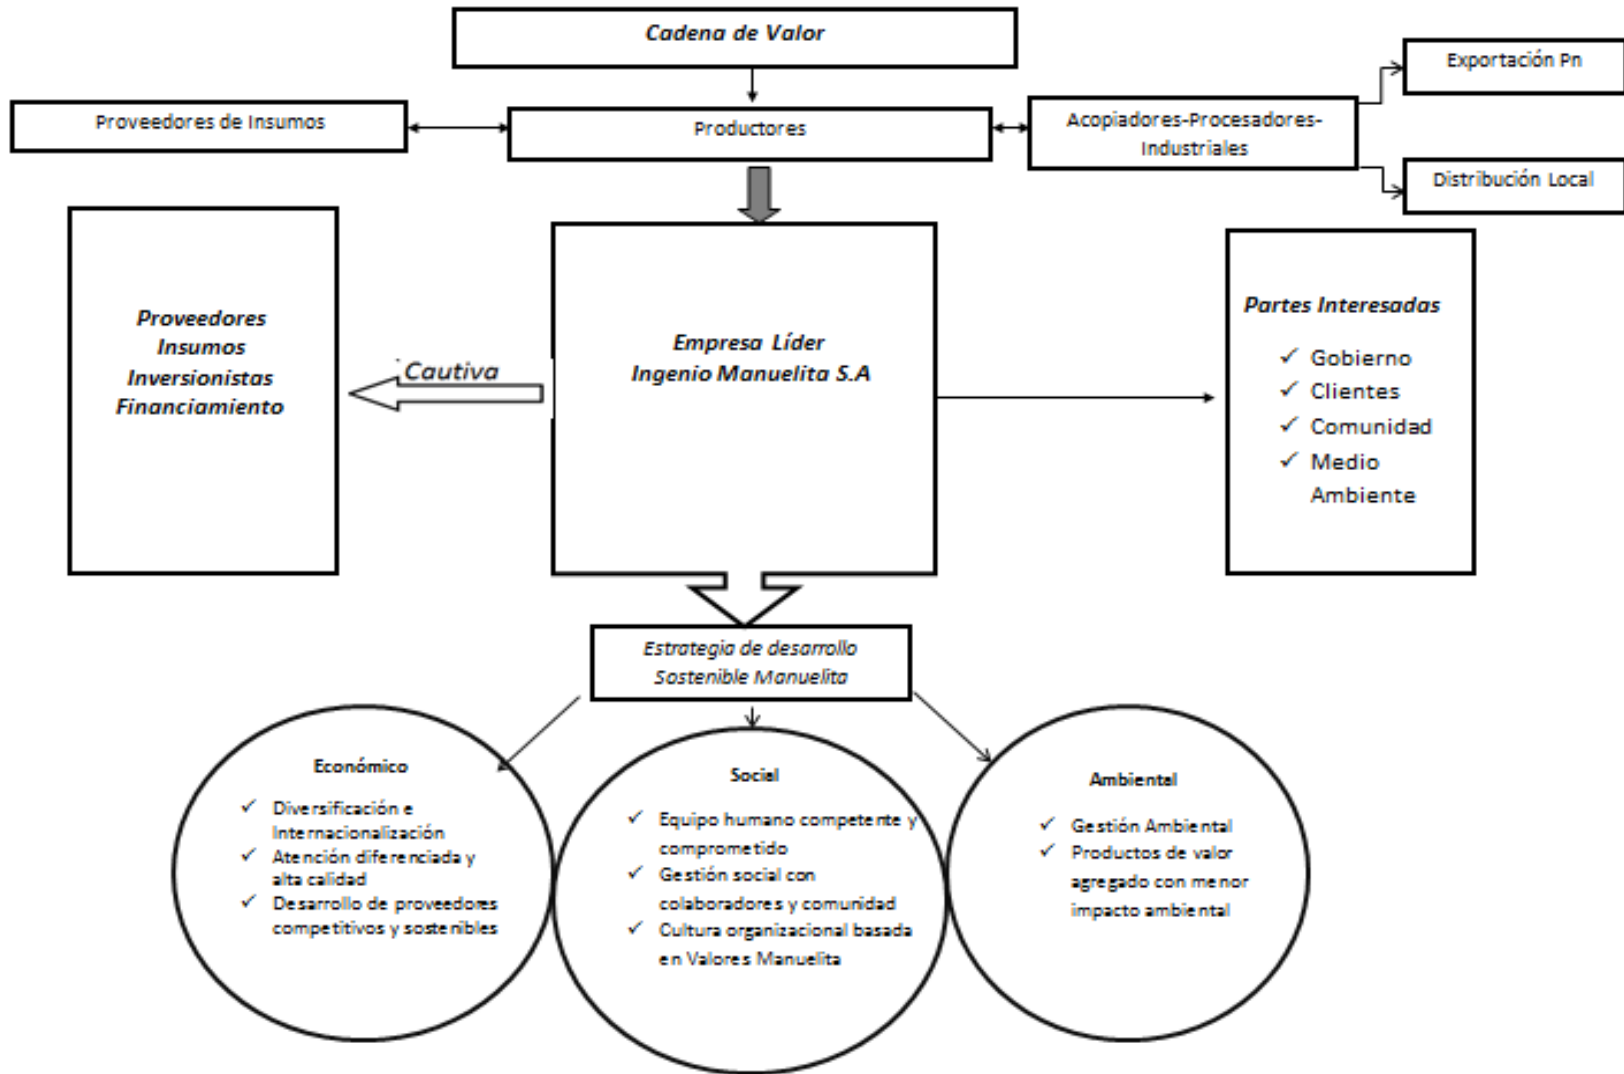 Cadena de Valor
Exportación Pn
Proveedores de Insumos
Productores
Acopiadores-Procesadores-
Industriales
Distribución Local
Proveedores
Insumos
Inversionistas
Financiamiento
Cautiva
Empresa Líder
Ingenio Manuelita S.A
Partes Interesadas
✓ Gobierno
✓ Clientes
✓ Comunidad
✓ Medio
Ambiente
Estrategia de desarrollo
Sostenible Manuelita
Económico
✓ Diversificación e
Internacionalización
✓ Atención diferenciada y
alta calidad
✓ Desarrollo de proveedores
competitivos y sostenibles
Social
✓ Equipo humano competente y
comprometido
✓ Gestión social con
colaboradores y comunidad
✓ Cultura organizacional basada
en Valores Manuelita
Ambiental
✓ Gestión Ambiental
✓ Productos de valor
agregado con menor
impacto ambiental